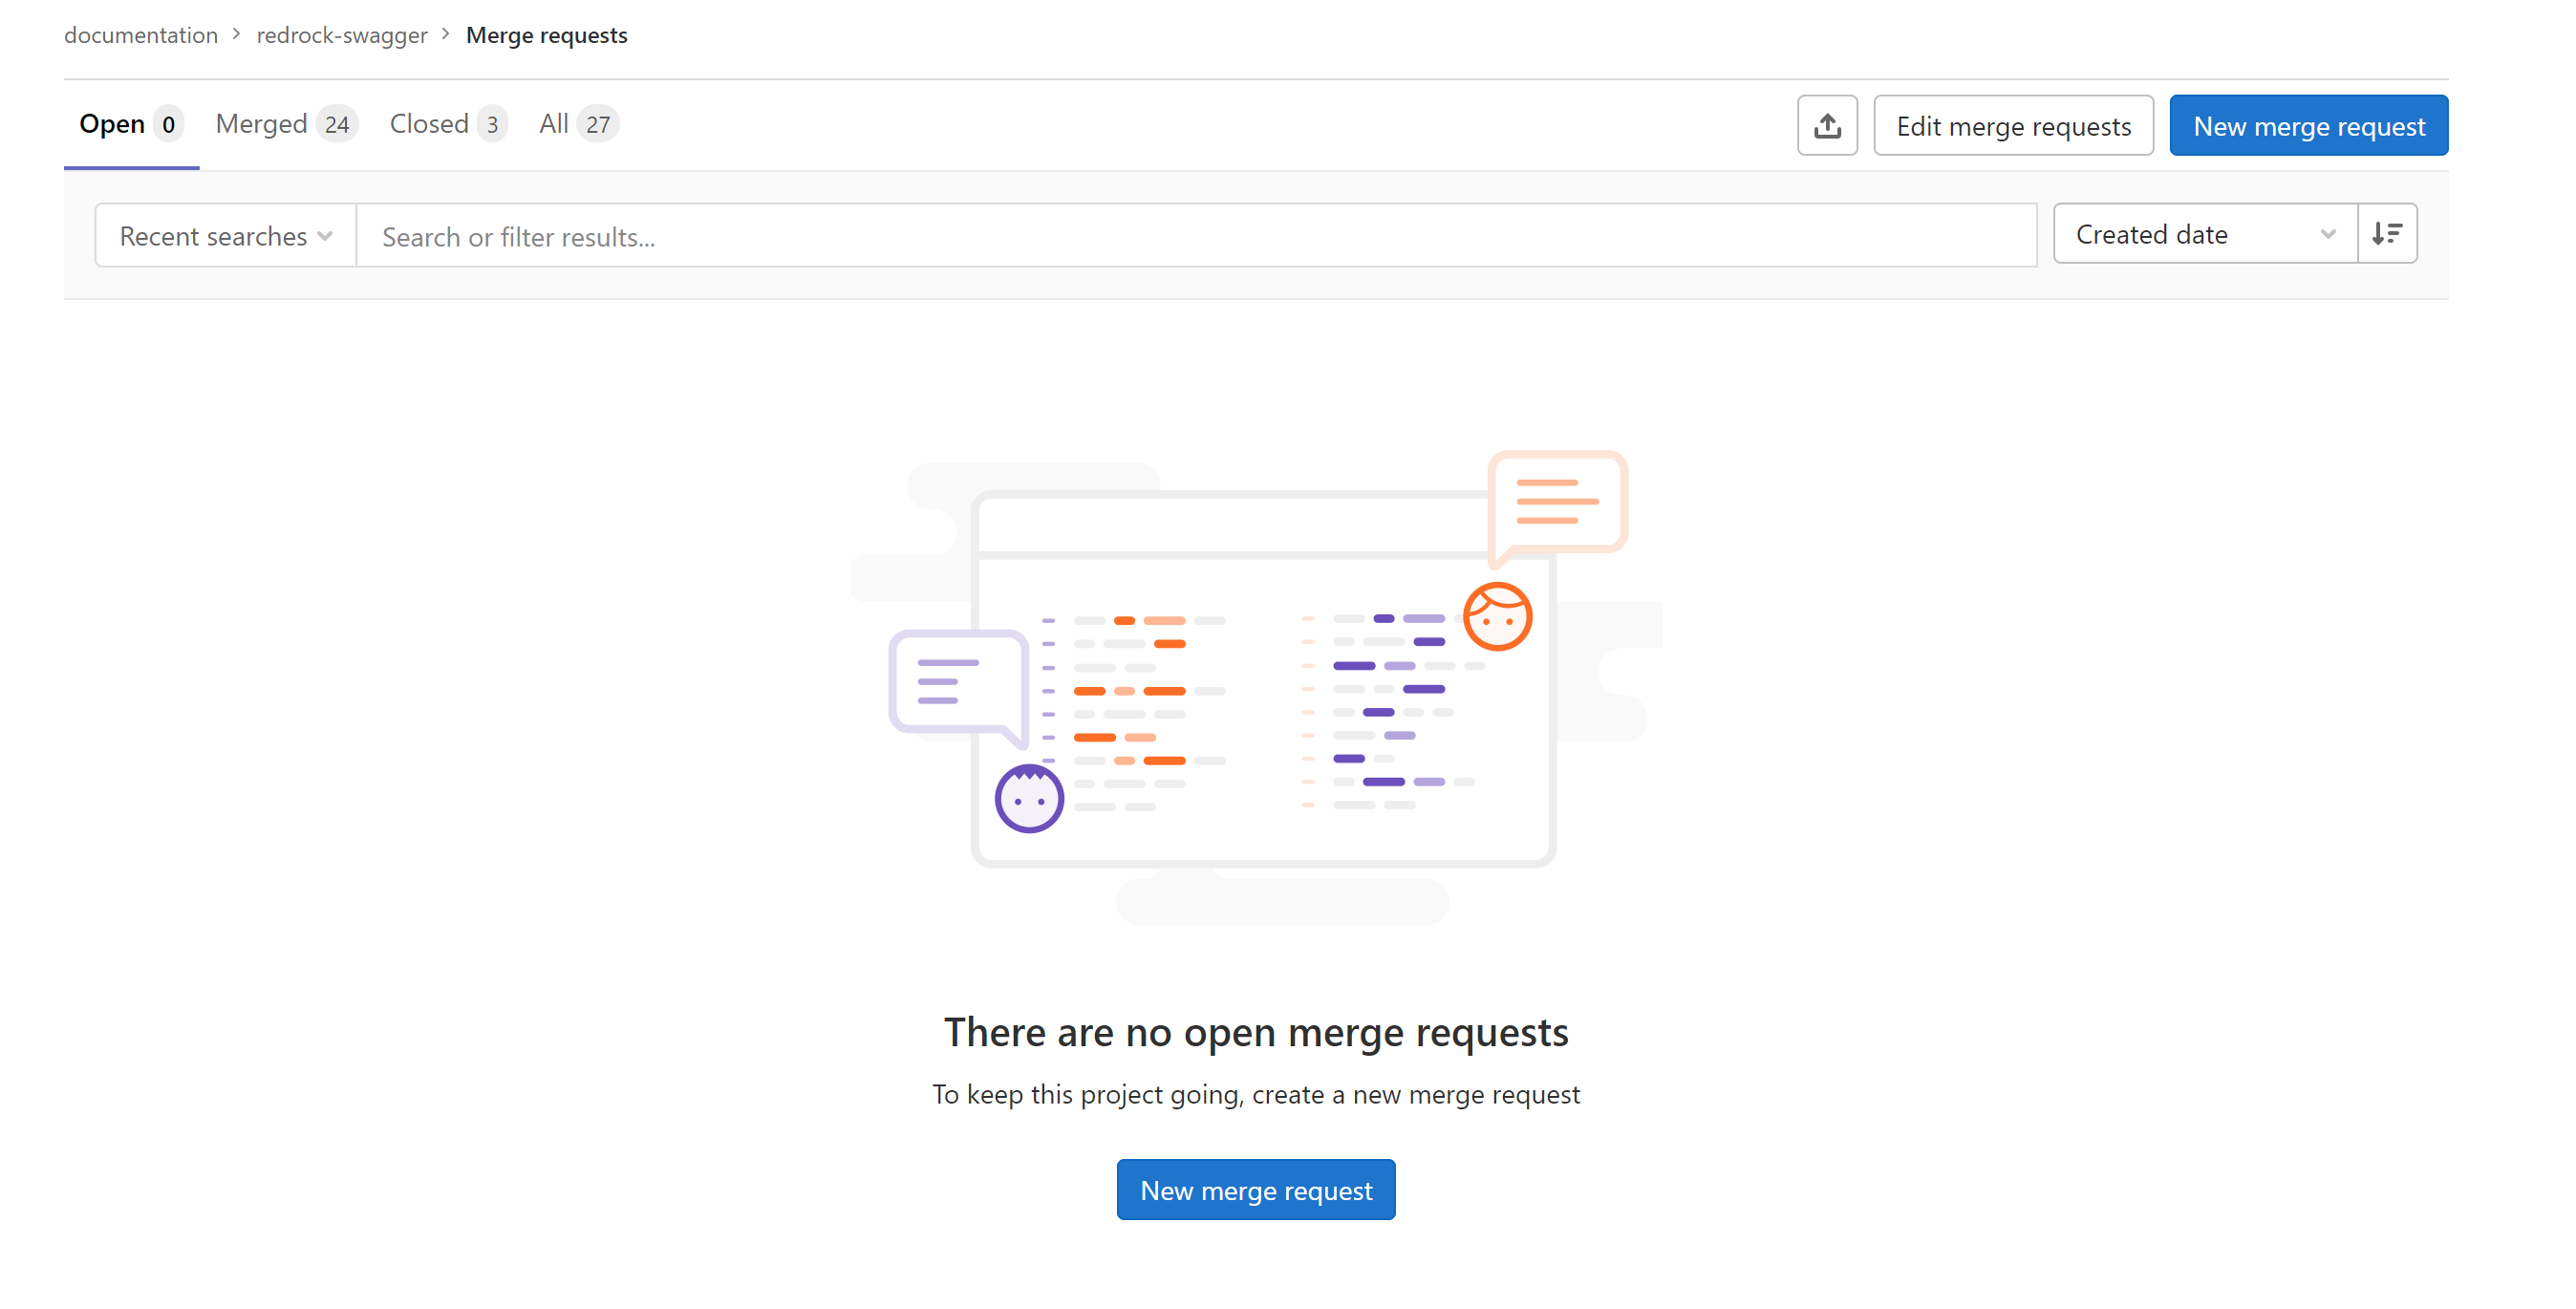 documentation > redrock-swagger > Merge requests
Open 0 Merged 24 Closed 3 All 27 Edit merge requests New merge request
Recent searches Search or filter results... Created date
There are no open merge requests
To keep this project going, create a new merge request
New merge request